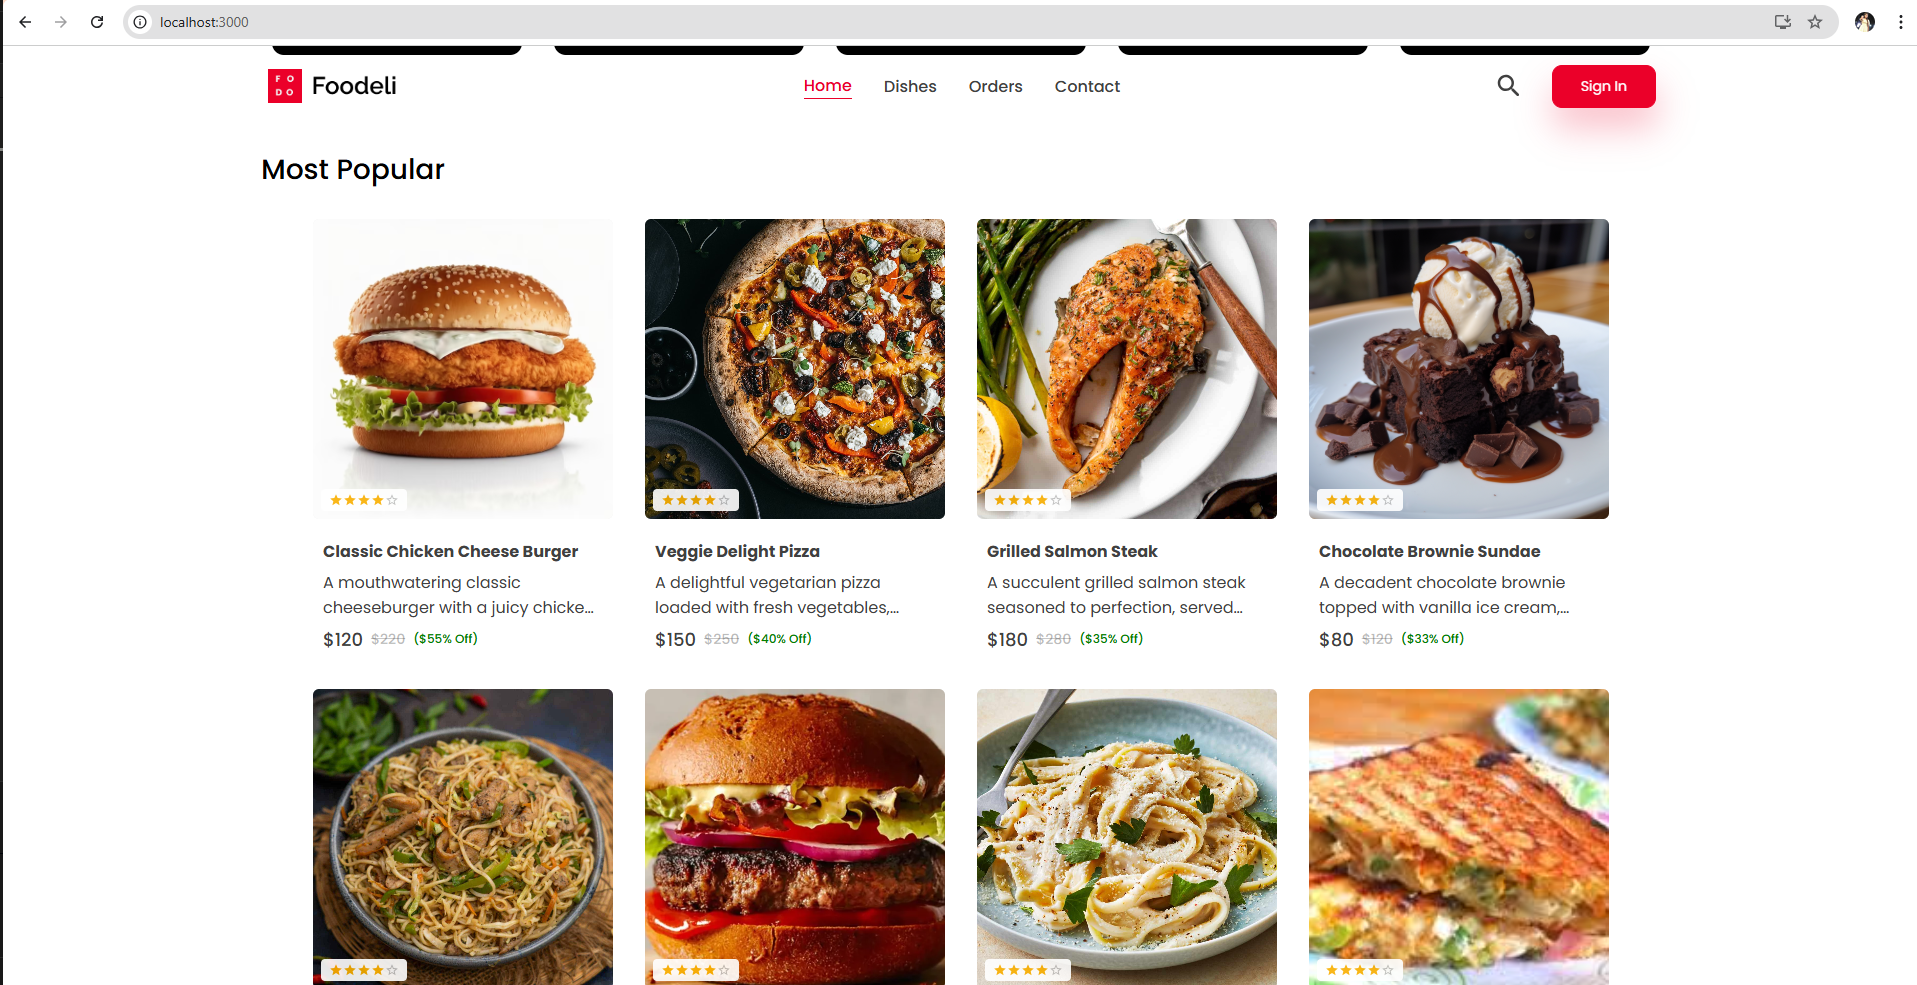 localhost:3000
FO
DO
Foodeli
Home
Dishes
Orders
Contact
Sign In
Most Popular
Classic Chicken Cheese Burger
A mouthwatering classic
cheeseburger with a juicy chicke...
$120 $220 ($55% Off)
Veggie Delight Pizza
A delightful vegetarian pizza
loaded with fresh vegetables,...
$150 $250 ($40% Off)
Grilled Salmon Steak
A succulent grilled salmon steak
seasoned to perfection, served...
$180 $280 ($35% Off)
Chocolate Brownie Sundae
A decadent chocolate brownie
topped with vanilla ice cream,...
$80 $120 ($33% Off)